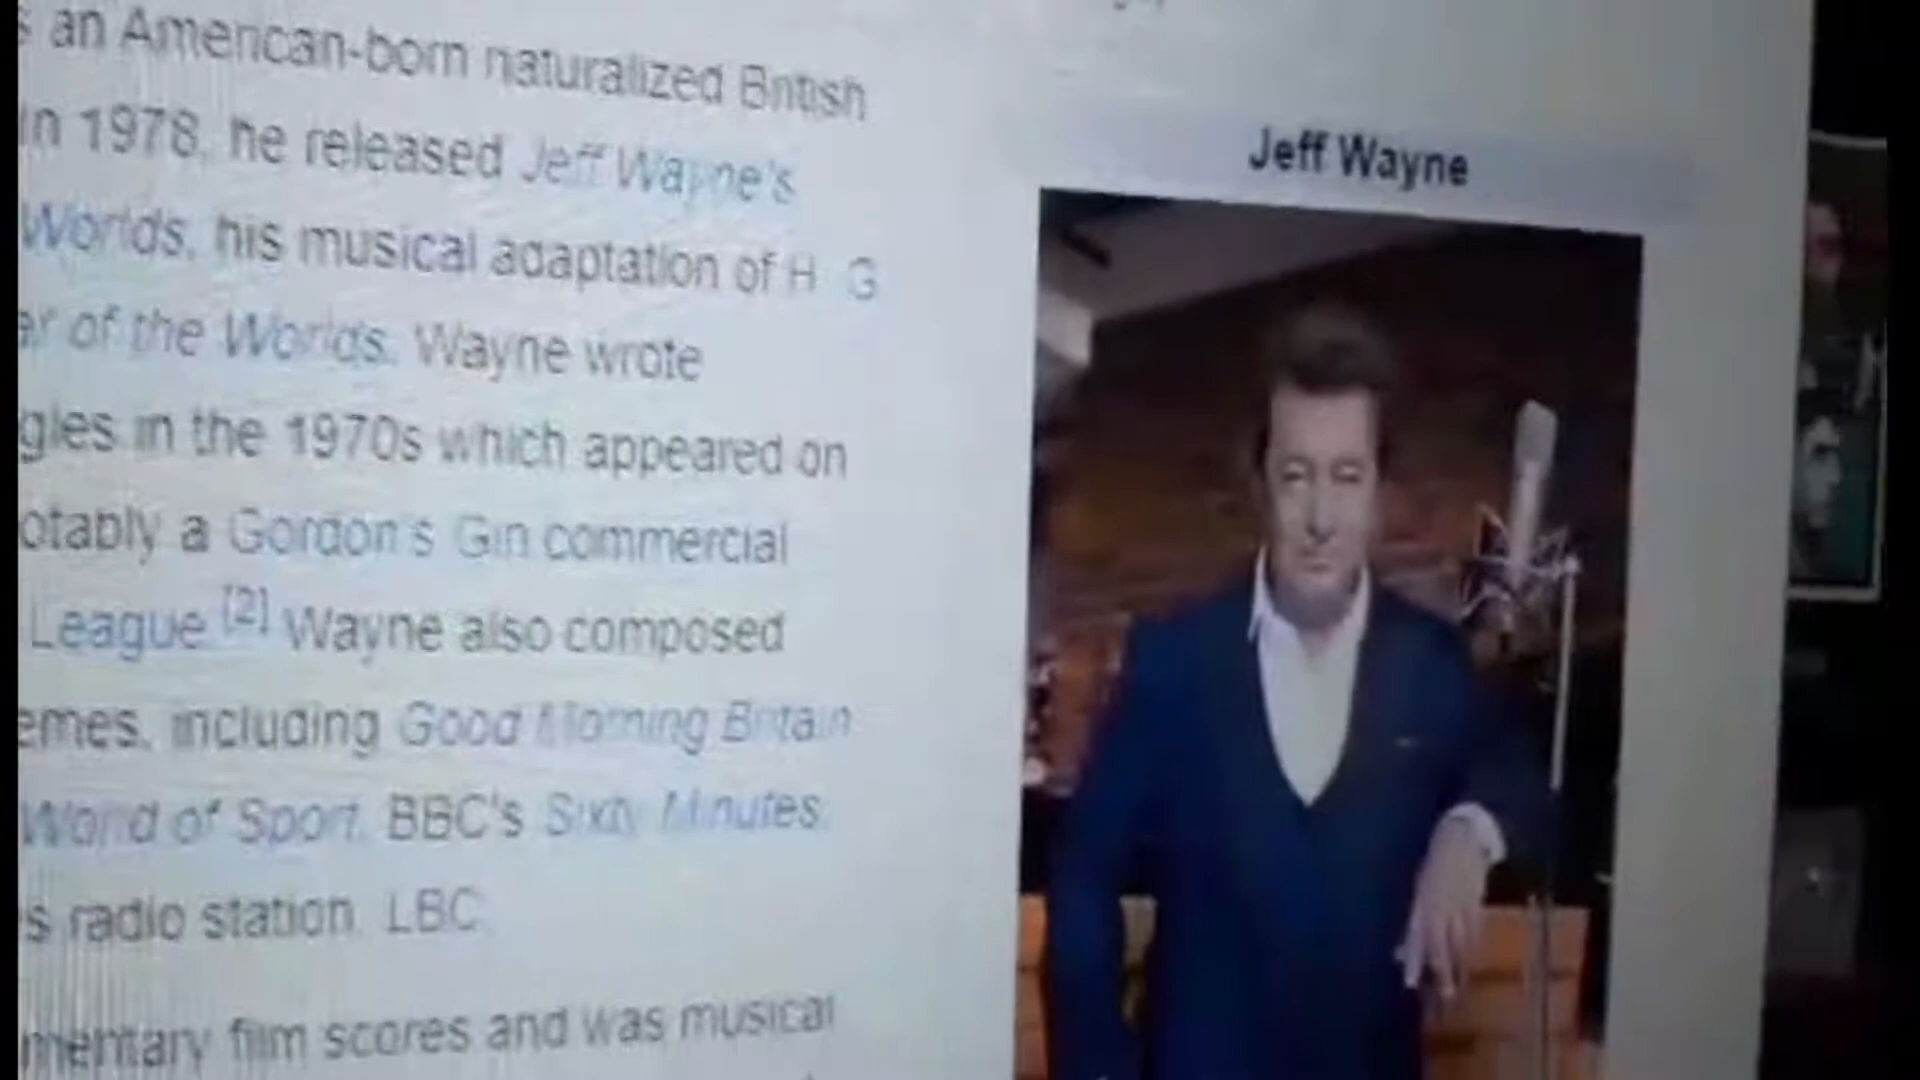 an American-born naturalized British
in 1978, he released Jeff Wayne's
Worlds, his musical adaptation of H. G
of the Worlds. Wayne wrote
gles in the 1970s which appeared on
otably a Gordon's Gin commercial
League.[2] Wayne also composed
emes, including Good Morning Britain
World of Sport, BBC's Sixty Minutes,
s radio station, LBC.
mentary film scores and was musical
Jeff Wayne